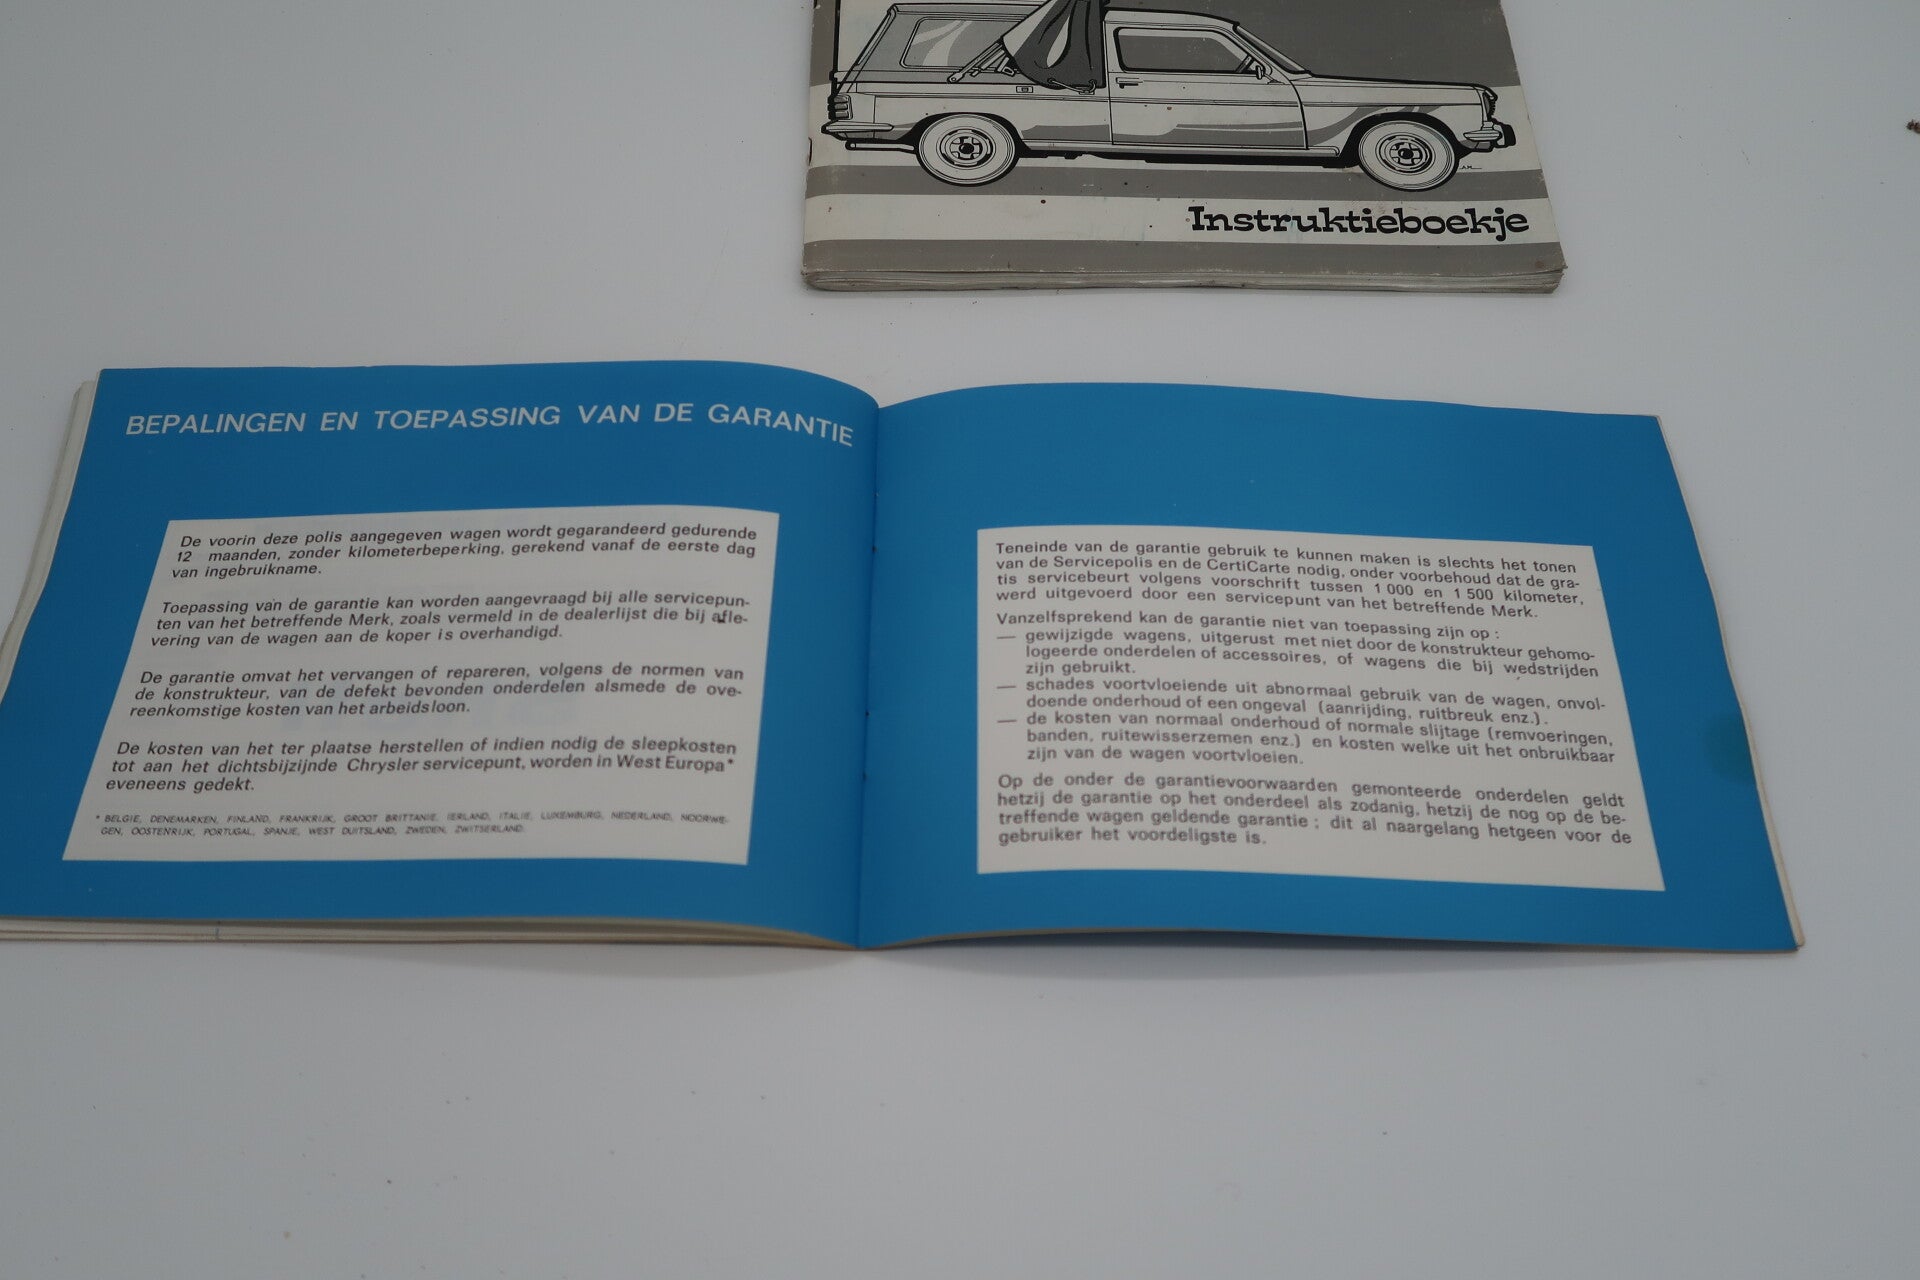 Instruktieboekje
BEPALINGEN EN TOEPASSING VAN DE GARANTIE
De voorin deze polis aangegeven wagen wordt gegarandeerd gedurende
12 maanden, zonder kilometerbeperking, gerekend vanaf de eerste dag
van ingebruikname.
Toepassing van de garantie kan worden aangevraagd bij alle servicepun-
ten van het betreffende Merk, zoals vermeld in de dealerlijst die bij afle-
vering van de wagen aan de koper is overhandigd.
De garantie omvat het vervangen of repareren, volgens de normen van
de konstrukteur, van de defekt bevonden onderdelen alsmede de ove-
reenkomstige kosten van het arbeidsloon.
De kosten van het ter plaatse herstellen of indien nodig de sleepkosten
tot aan het dichtsbijzijnde Chrysler servicepunt, worden in West Europa*
eveneens gedekt.
* BELGIE, DENEMARKEN, FINLAND, FRANKRIJK, GROOT BRITTANIE, IERLAND, ITALIE, LUXEMBURG, NEDERLAND, NOORWE-
GEN, OOSTENRIJK, PORTUGAL, SPANJE, WEST DUITSLAND, ZWEDEN, ZWITSERLAND.
Teneinde van de garantie gebruik te kunnen maken is slechts het tonen
van de Servicepolis en de CertiCarte nodig, onder voorbehoud dat de gra-
tis servicebeurt volgens voorschrift tussen 1 000 en 1 500 kilometer,
werd uitgevoerd door een servicepunt van het betreffende Merk.
Vanzelfsprekend kan de garantie niet van toepassing zijn op :
— gewijzigde wagens, uitgerust met niet door de konstrukteur gehomo-
logeerde onderdelen of accessoires, of wagens die bij wedstrijden
zijn gebruikt.
— schades voortvloeiende uit abnormaal gebruik van de wagen, onvol-
doende onderhoud of een ongeval (aanrijding, ruitbreuk enz.).
— de kosten van normaal onderhoud of normale slijtage (remvoeringen,
banden, ruitewisserzemen enz.) en kosten welke uit het onbruikbaar
zijn van de wagen voortvloeien.
Op de onder de garantievoorwaarden gemonteerde onderdelen geldt
hetzij de garantie op het onderdeel als zodanig, hetzij de nog op de be-
treffende wagen geldende garantie : dit al naargelang hetgeen voor de
gebruiker het voordeligste is.